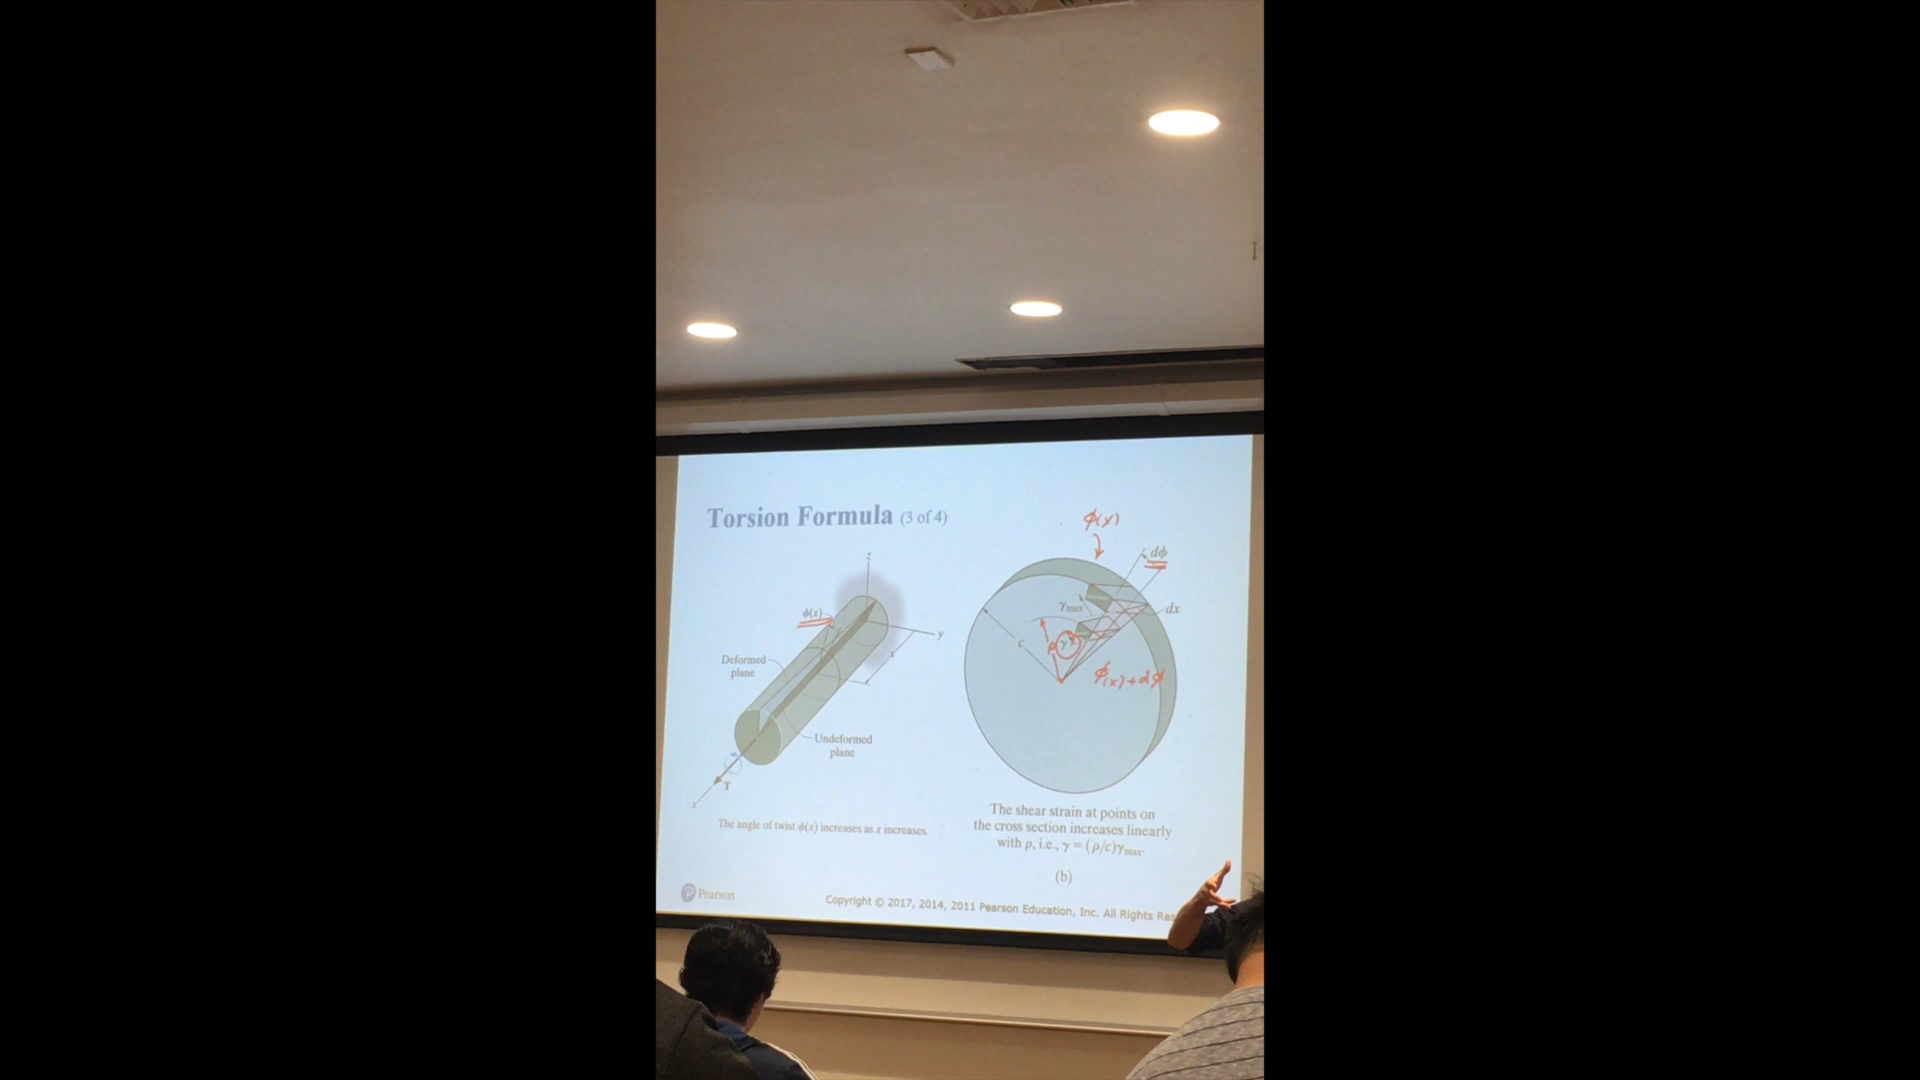 Torsion Formula (3 of 4)
z
ϕ(x)
y
x
Deformed
plane
Undeformed
plane
T
x
The angle of twist ϕ(x) increases as x increases.
ϕ(x)
dϕ
γmax
dx
c
ρ
γ
ϕ(x)+dϕ
The shear strain at points on
the cross section increases linearly
with ρ, i.e., γ = (ρ/c)γmax.
(b)
Pearson
Copyright © 2017, 2014, 2011 Pearson Education, Inc. All Rights Res